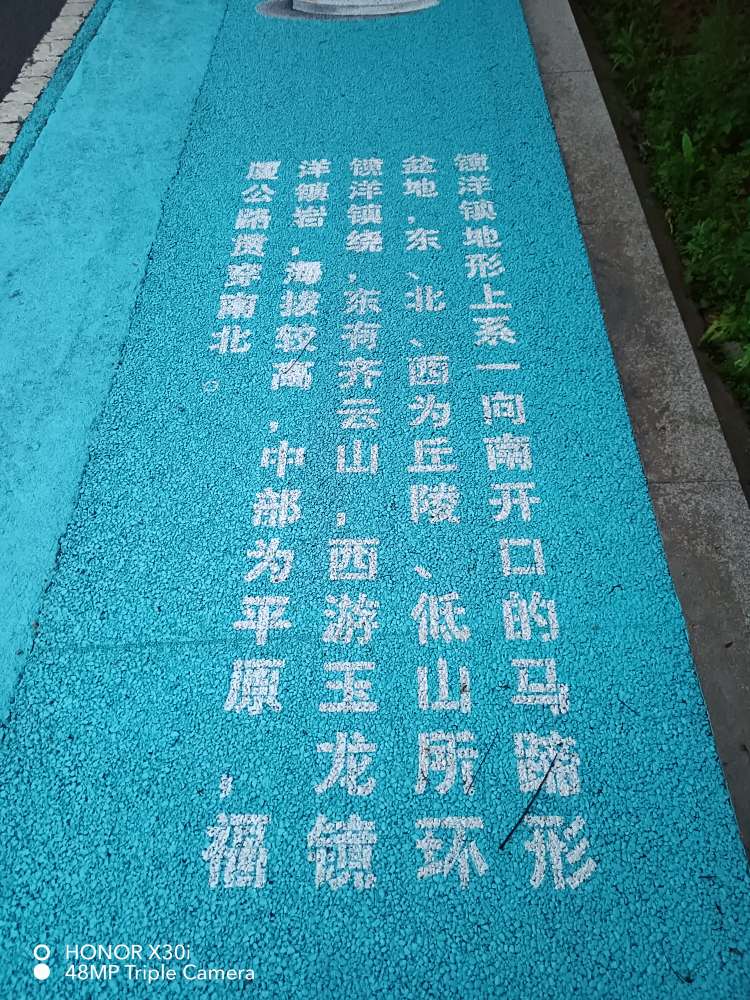 镜洋镇地形上系一向南开口的马蹄形
盆地，东、北、西为丘陵、低山所环
镜洋镇绕，东有齐云山，西游玉龙镜
洋镇岩，海拔较高，中部为平原，福
厦公路贯穿南北。
HONOR X30i
48MP Triple Camera